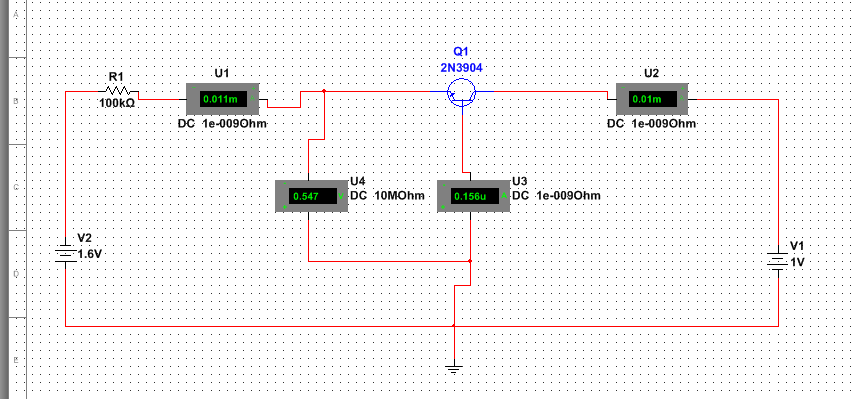 A
Q1
2N3904
R1
U1
U2
B
100kΩ
0.011m
0.01m
DC 1e-009Ohm
DC 1e-009Ohm
C
U4
U3
0.547
DC 10MOhm
0.156u
DC 1e-009Ohm
V2
V1
1.6V
1V
D
E